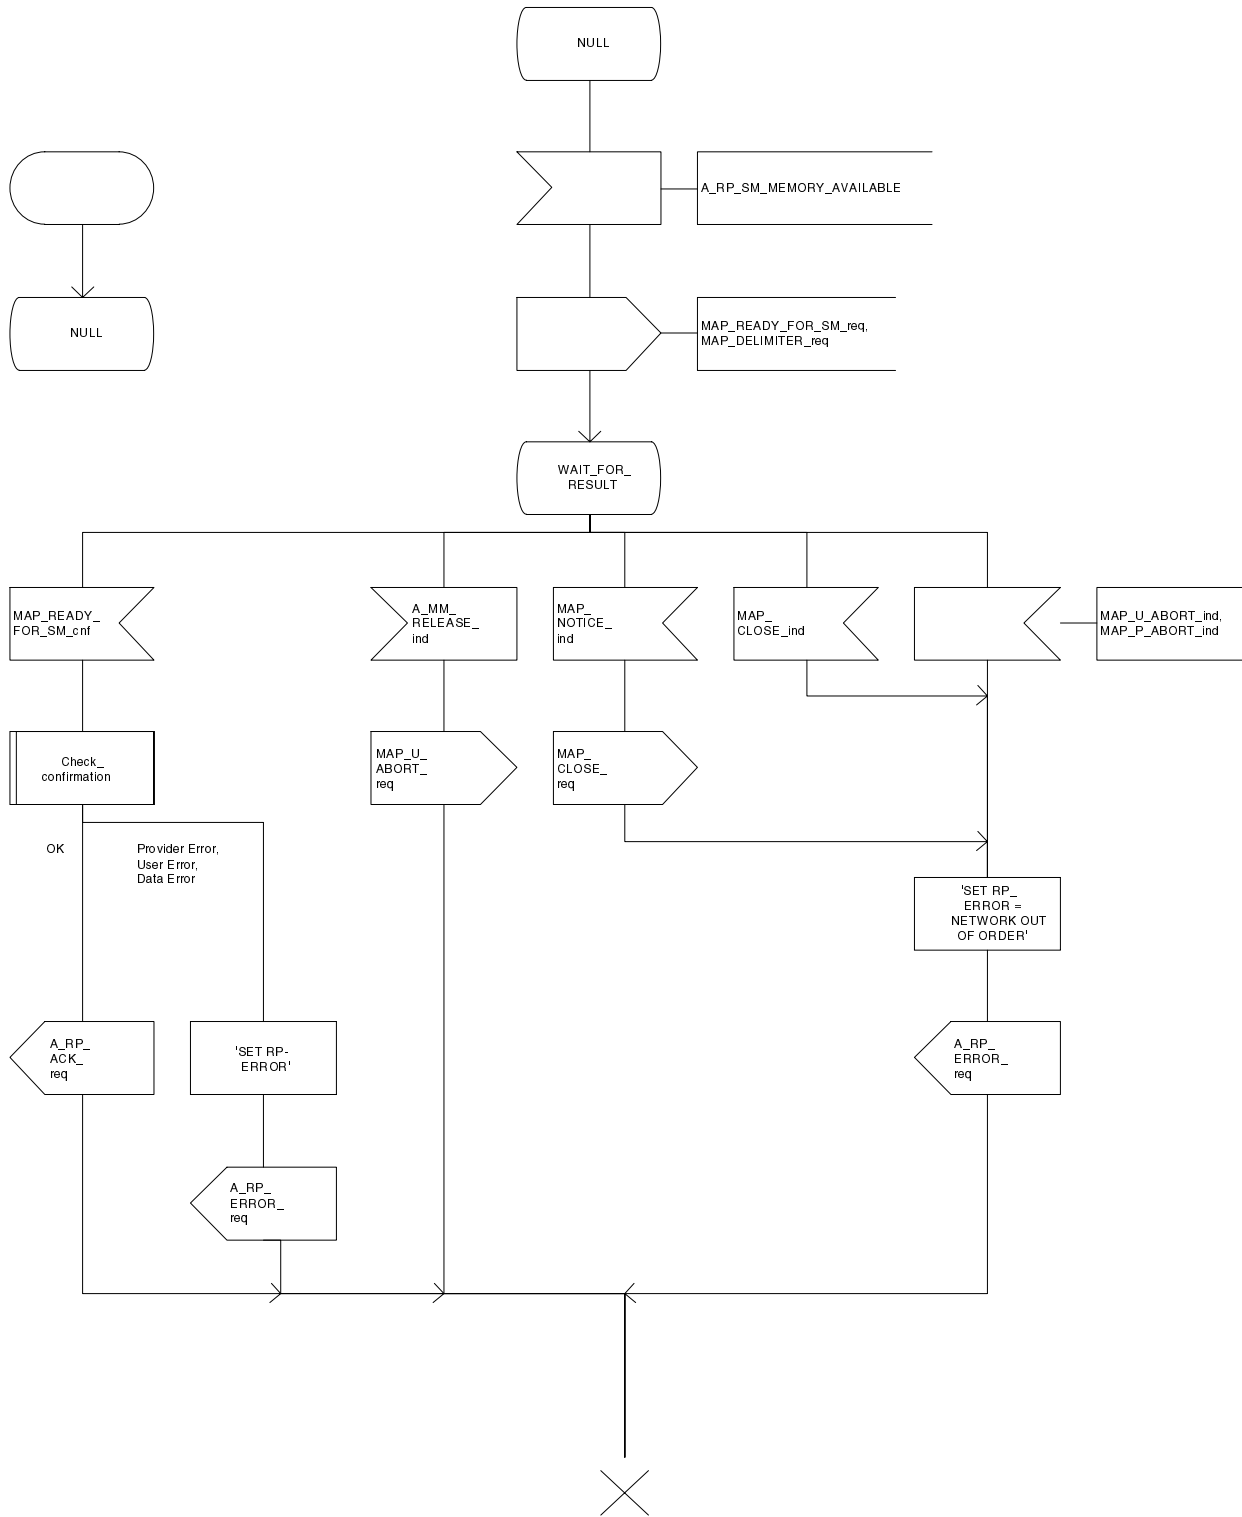 NULL
A_RP_SM_MEMORY_AVAILABLE
NULL
MAP_READY_FOR_SM_req,
MAP_DELIMITER_req
WAIT_FOR_
RESULT
MAP_READY_
FOR_SM_cnf
A_MM_
RELEASE_
ind
MAP_
NOTICE_
ind
MAP_
CLOSE_ind
MAP_U_ABORT_ind,
MAP_P_ABORT_ind
Check_
confirmation
MAP_U_
ABORT_
req
MAP_
CLOSE_
req
OK
Provider Error,
User Error,
Data Error
'SET RP_
ERROR =
NETWORK OUT
OF ORDER'
A_RP_
ACK_
req
'SET RP-
ERROR'
A_RP_
ERROR_
req
A_RP_
ERROR_
req